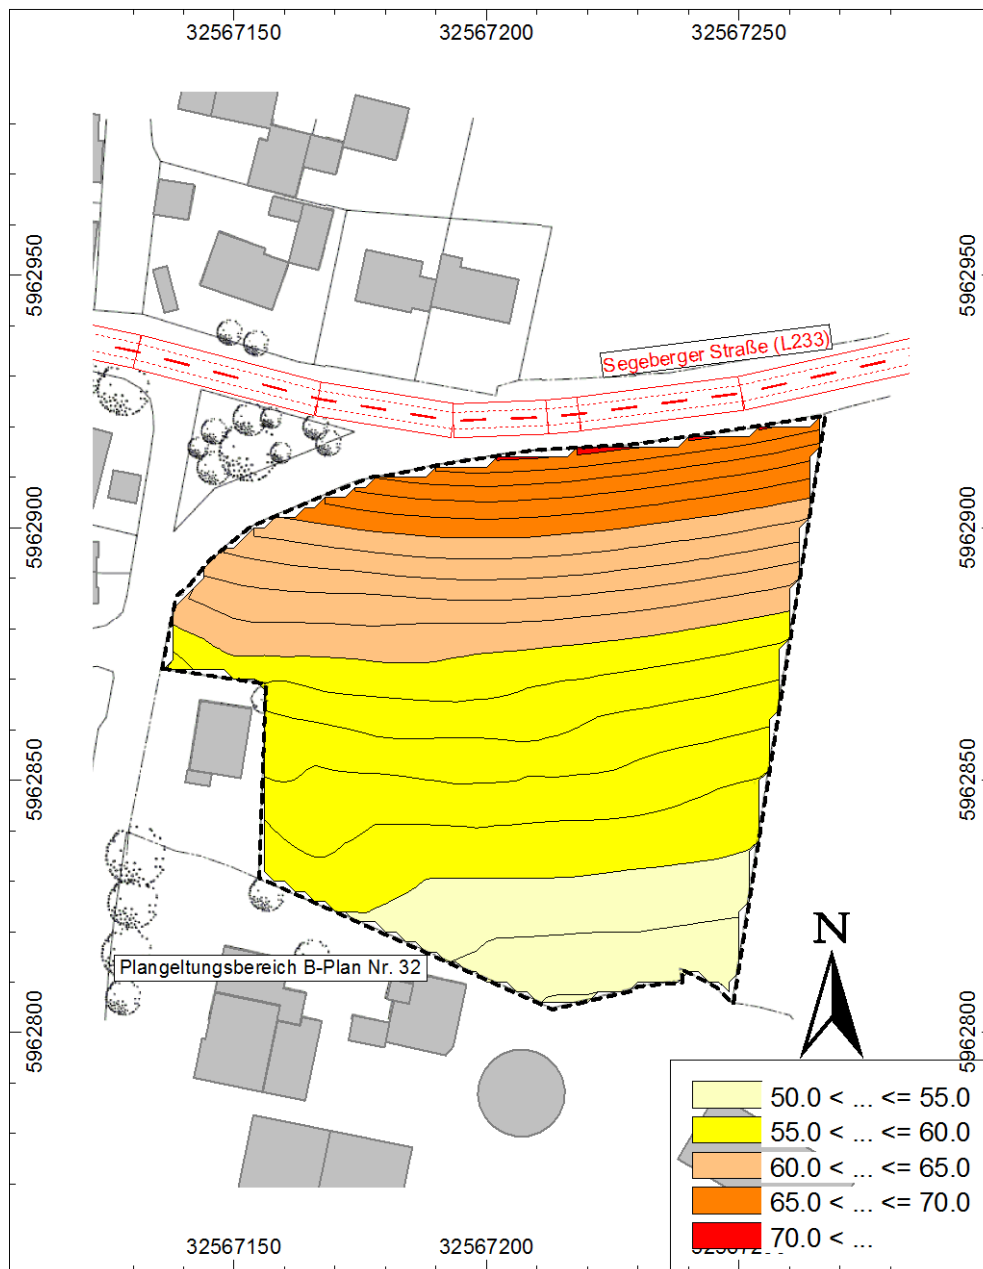 32567150
32567200
32567250
5962950
5962950
Segeberger Straße (L233)
5962900
5962900
5962850
5962850
N
Plangeltungsbereich B-Plan Nr. 32
5962800
5962800
50.0 < ... <= 55.0
55.0 < ... <= 60.0
60.0 < ... <= 65.0
65.0 < ... <= 70.0
70.0 < ...
32567150
32567200